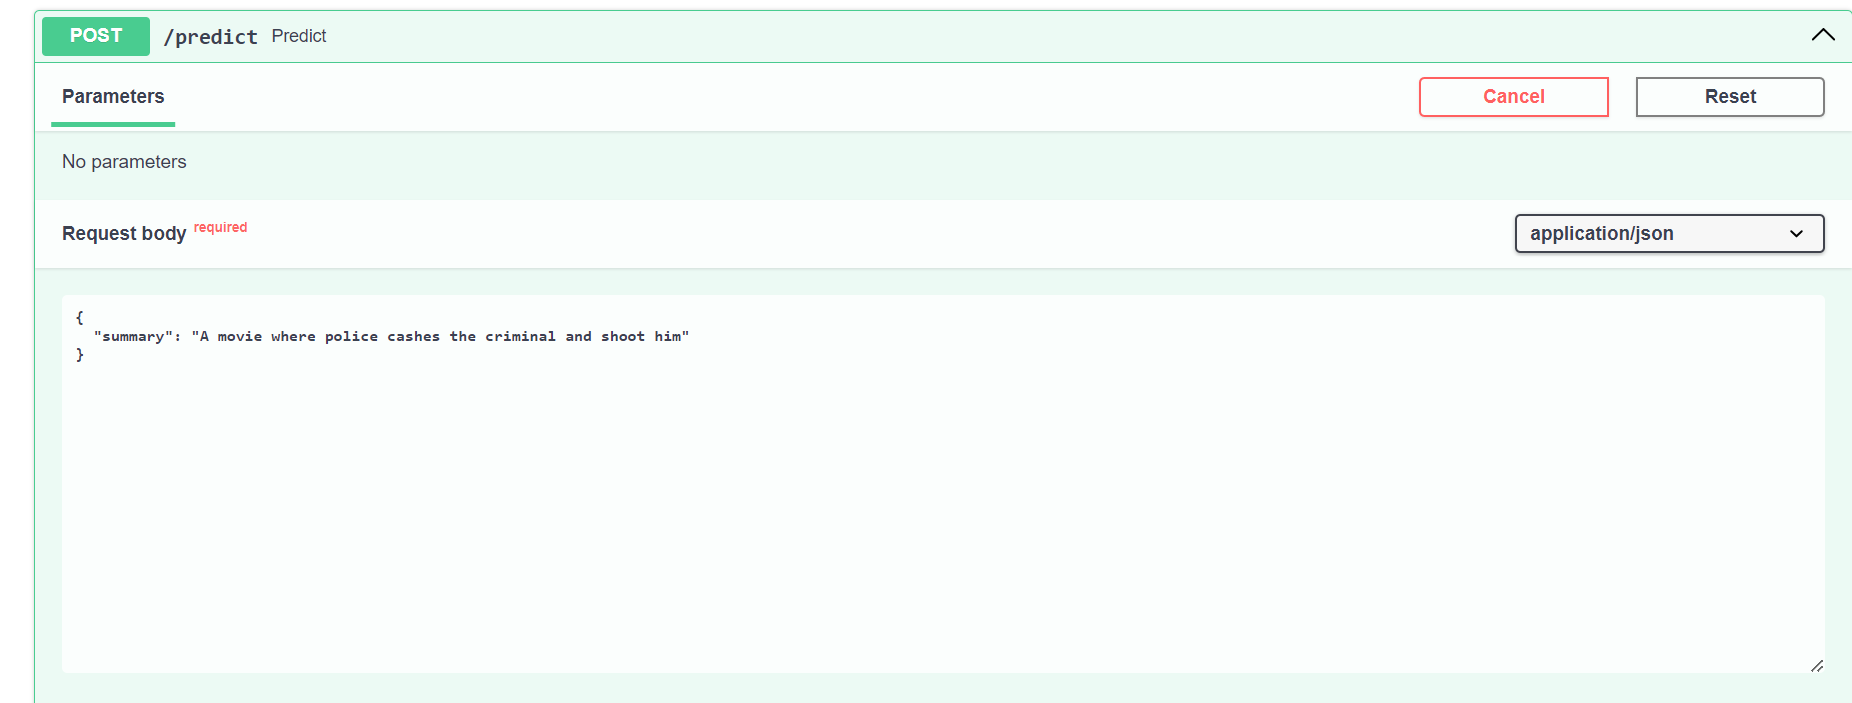 POST /predict Predict
Parameters
Cancel
Reset
No parameters
Request body required
application/json
{
"summary": "A movie where police cashes the criminal and shoot him"
}